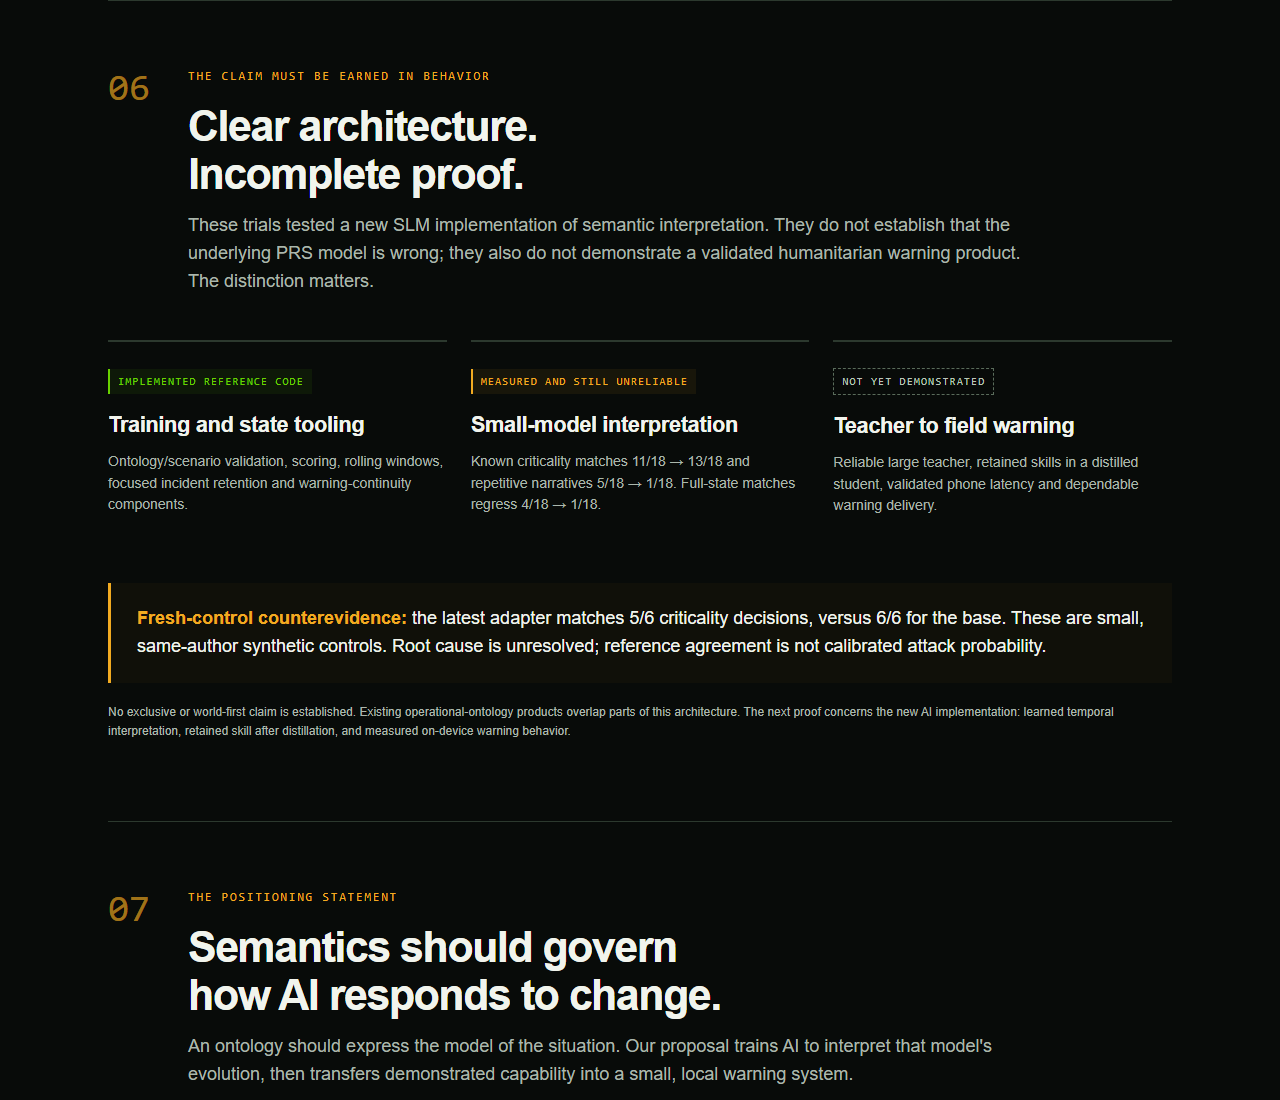 06
THE CLAIM MUST BE EARNED IN BEHAVIOR
Clear architecture.
Incomplete proof.
These trials tested a new SLM implementation of semantic interpretation. They do not establish that the
underlying PRS model is wrong; they also do not demonstrate a validated humanitarian warning product.
The distinction matters.
IMPLEMENTED REFERENCE CODE
Training and state tooling
Ontology/scenario validation, scoring, rolling windows,
focused incident retention and warning-continuity
components.
MEASURED AND STILL UNRELIABLE
Small-model interpretation
Known criticality matches 11/18 → 13/18 and
repetitive narratives 5/18 → 1/18. Full-state matches
regress 4/18 → 1/18.
NOT YET DEMONSTRATED
Teacher to field warning
Reliable large teacher, retained skills in a distilled
student, validated phone latency and dependable
warning delivery.
Fresh-control counterevidence: the latest adapter matches 5/6 criticality decisions, versus 6/6 for the base. These are small,
same-author synthetic controls. Root cause is unresolved; reference agreement is not calibrated attack probability.
No exclusive or world-first claim is established. Existing operational-ontology products overlap parts of this architecture. The next proof concerns the new AI implementation: learned temporal
interpretation, retained skill after distillation, and measured on-device warning behavior.
07
THE POSITIONING STATEMENT
Semantics should govern
how AI responds to change.
An ontology should express the model of the situation. Our proposal trains AI to interpret that model's
evolution, then transfers demonstrated capability into a small, local warning system.